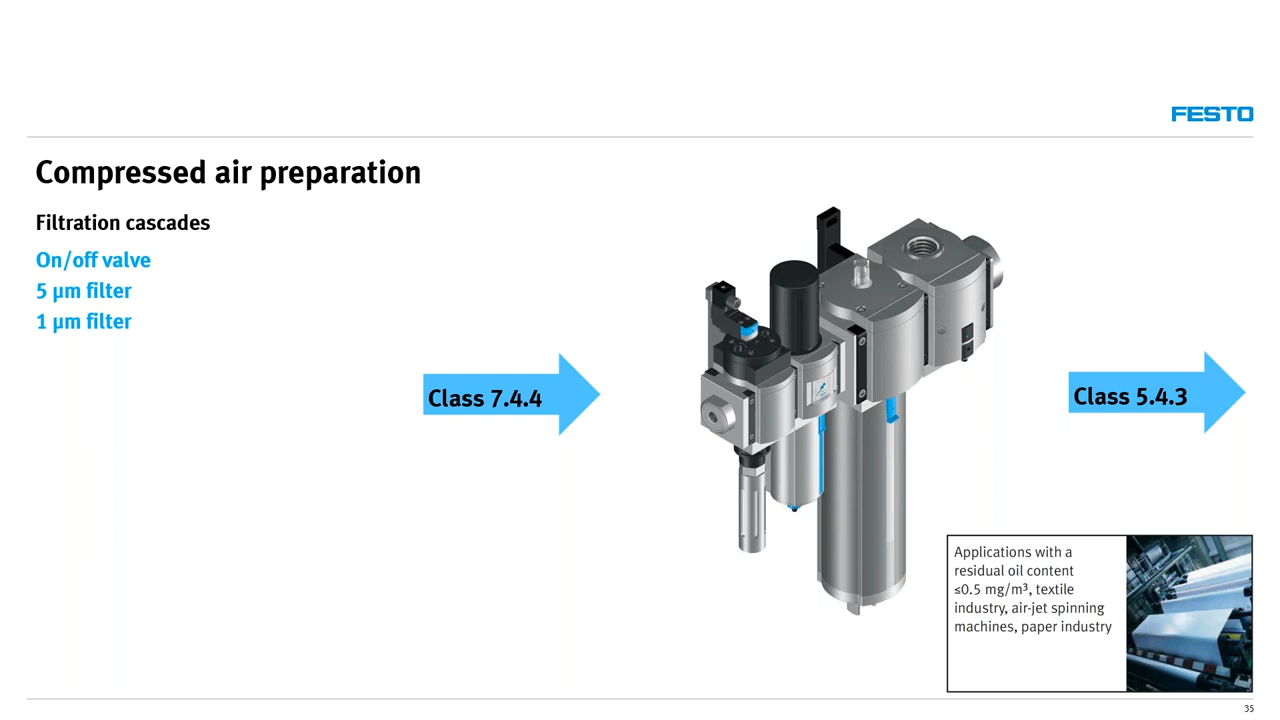 FESTO
Compressed air preparation
Filtration cascades
On/off valve
5 µm filter
1 µm filter
Class 7.4.4
Class 5.4.3
Applications with a
residual oil content
≤0.5 mg/m³, textile
industry, air-jet spinning
machines, paper industry
35